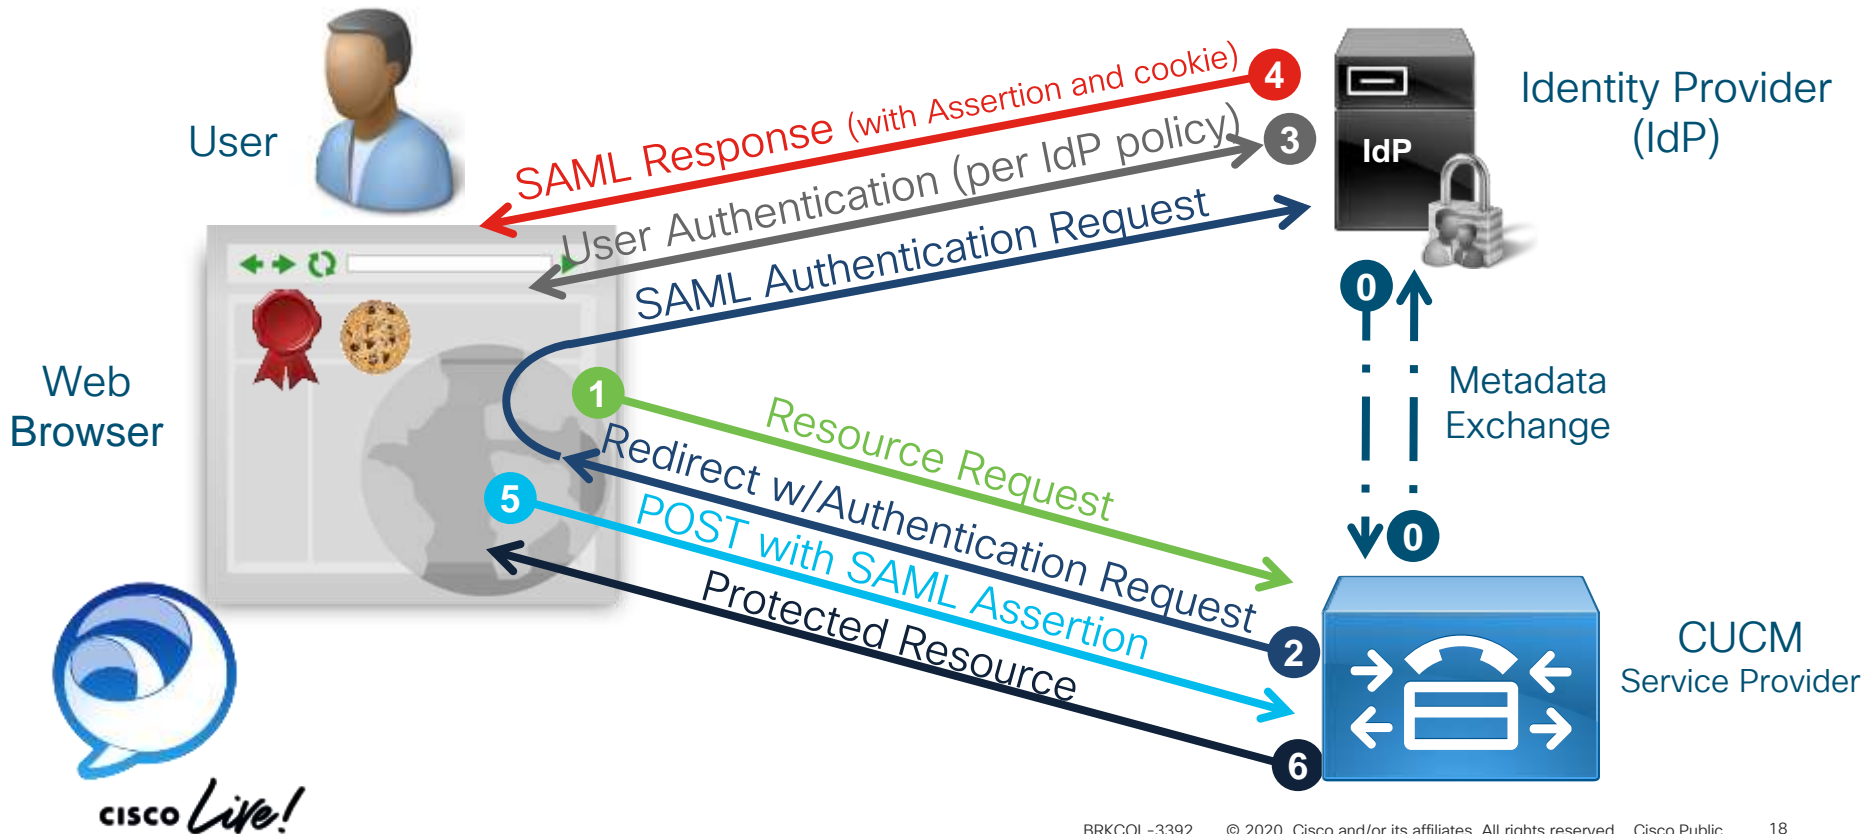 User
SAML Response (with Assertion and cookie)
4
User Authentication (per IdP policy)
3
SAML Authentication Request
IdP
Identity Provider
(IdP)
0
Metadata
Exchange
0
Web
Browser
1
Resource Request
Redirect w/Authentication Request
2
5
POST with SAML Assertion
Protected Resource
6
CUCM
Service Provider
CISCO Live!
BRKCOL-3392 © 2020 Cisco and/or its affiliates. All rights reserved. Cisco Public 18